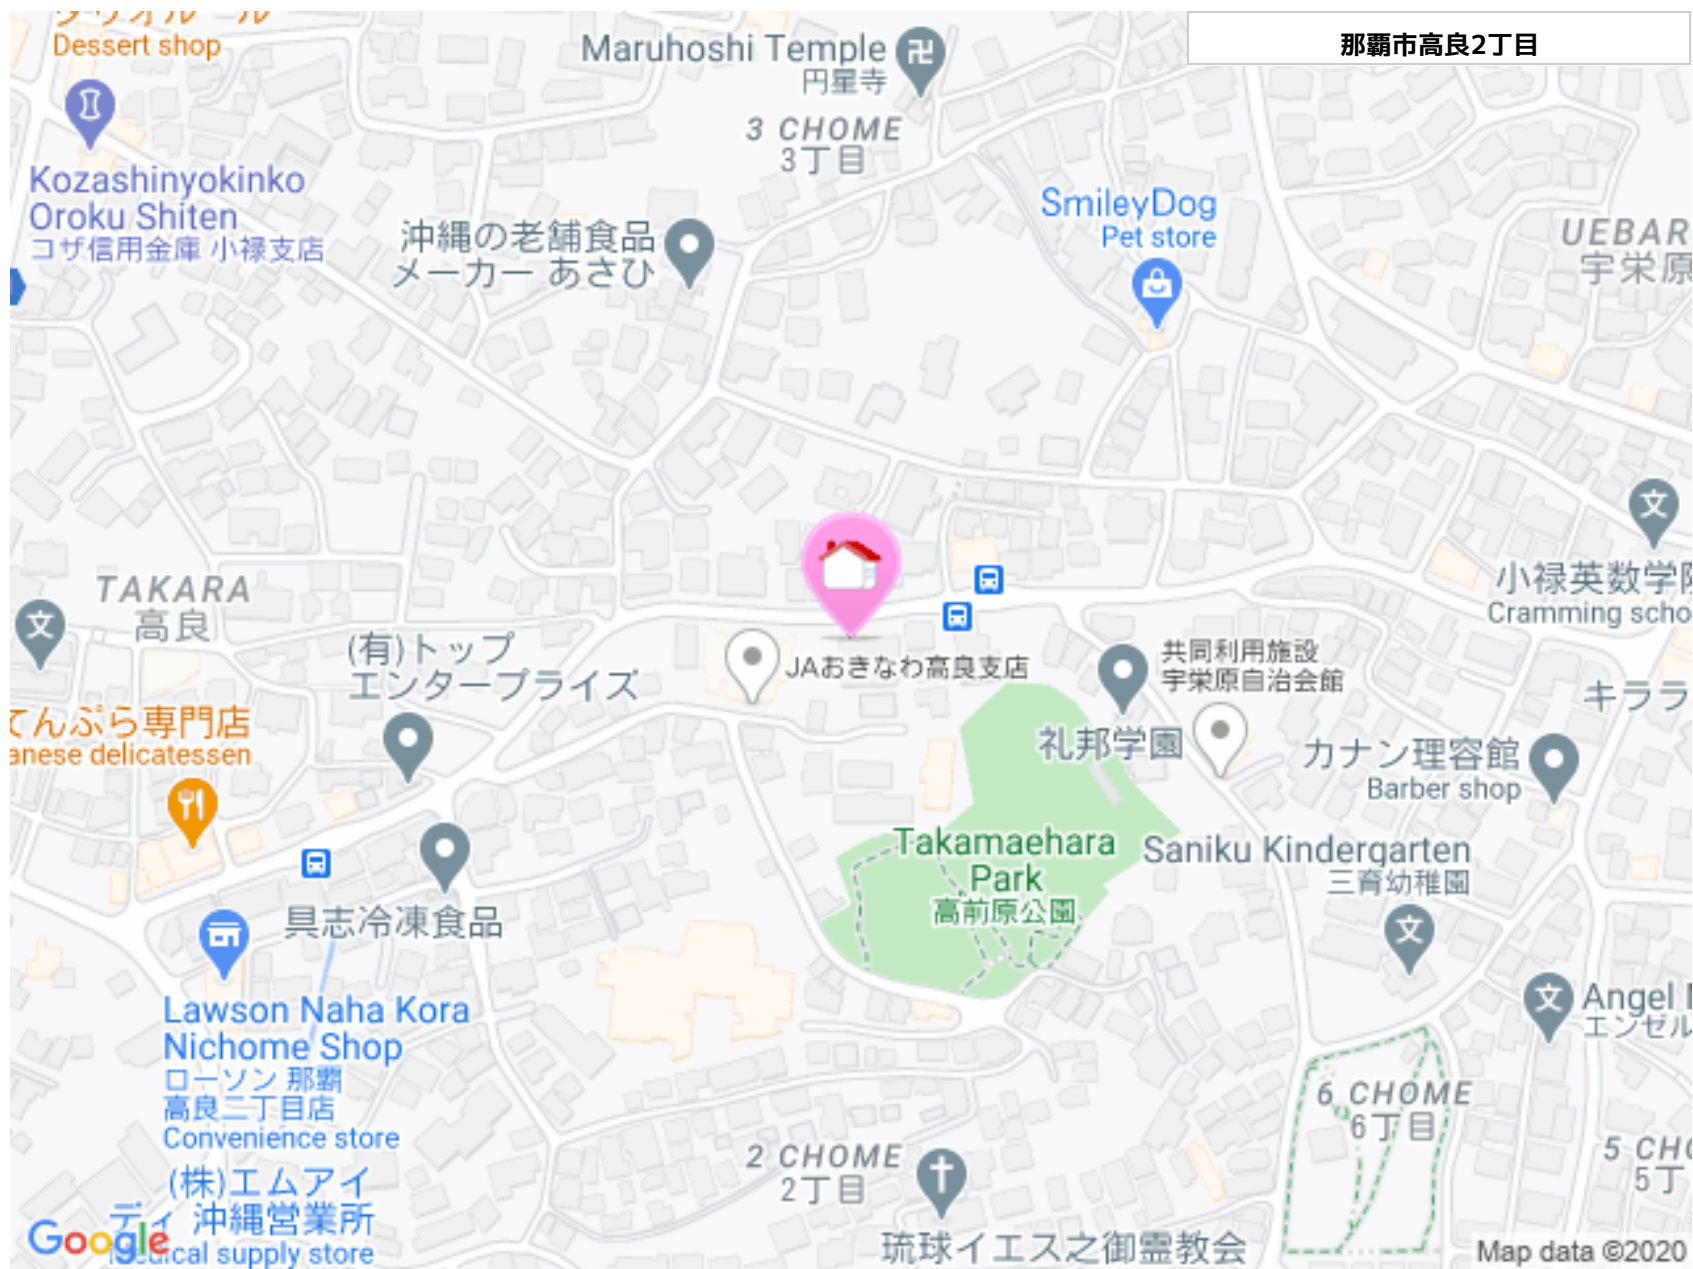 Dessert shop
那覇市高良2丁目
Maruhoshi Temple
円星寺
3 CHOME
3丁目
Kozashinyokinko
Oroku Shiten
コザ信用金庫 小禄支店
沖縄の老舗食品
メーカー あさひ
SmileyDog
Pet store
UEBAR
宇栄原
TAKARA
高良
(有)トップ
エンタープライズ
JAおきなわ高良支店
共同利用施設
宇栄原自治会館
小禄英数学院
Cramming scho
キララ
てんぷら専門店
anese delicatessen
礼邦学園
カナン理容館
Barber shop
Takamaehara
Park
高前原公園
Saniku Kindergarten
三育幼稚園
具志冷凍食品
Lawson Naha Kora
Nichome Shop
ローソン 那覇
高良二丁目店
Convenience store
Angel
エンゼル
6 CHOME
6丁目
5 CHO
5丁
2 CHOME
2丁目
(株)エムアイ
ディ 沖縄営業所
Medical supply store
琉球イエス之御霊教会
Google
Map data ©2020